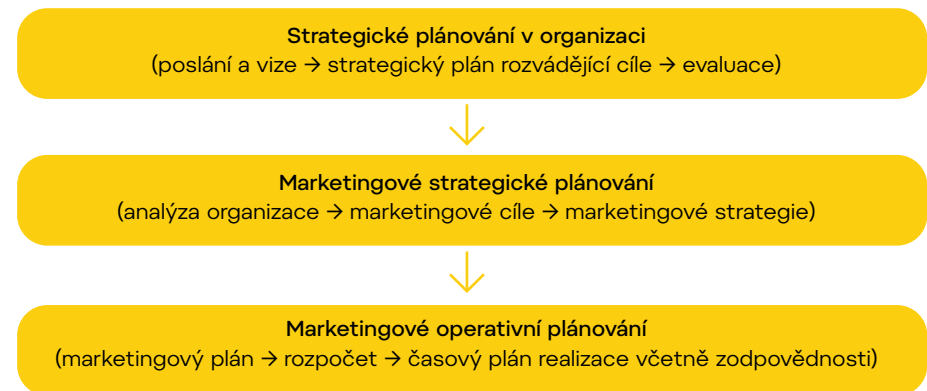 Strategické plánování v organizaci
(poslání a vize → strategický plán rozvádějící cíle → evaluace)
Marketingové strategické plánování
(analýza organizace → marketingové cíle → marketingové strategie)
Marketingové operativní plánování
(marketingový plán → rozpočet → časový plán realizace včetně zodpovědnosti)